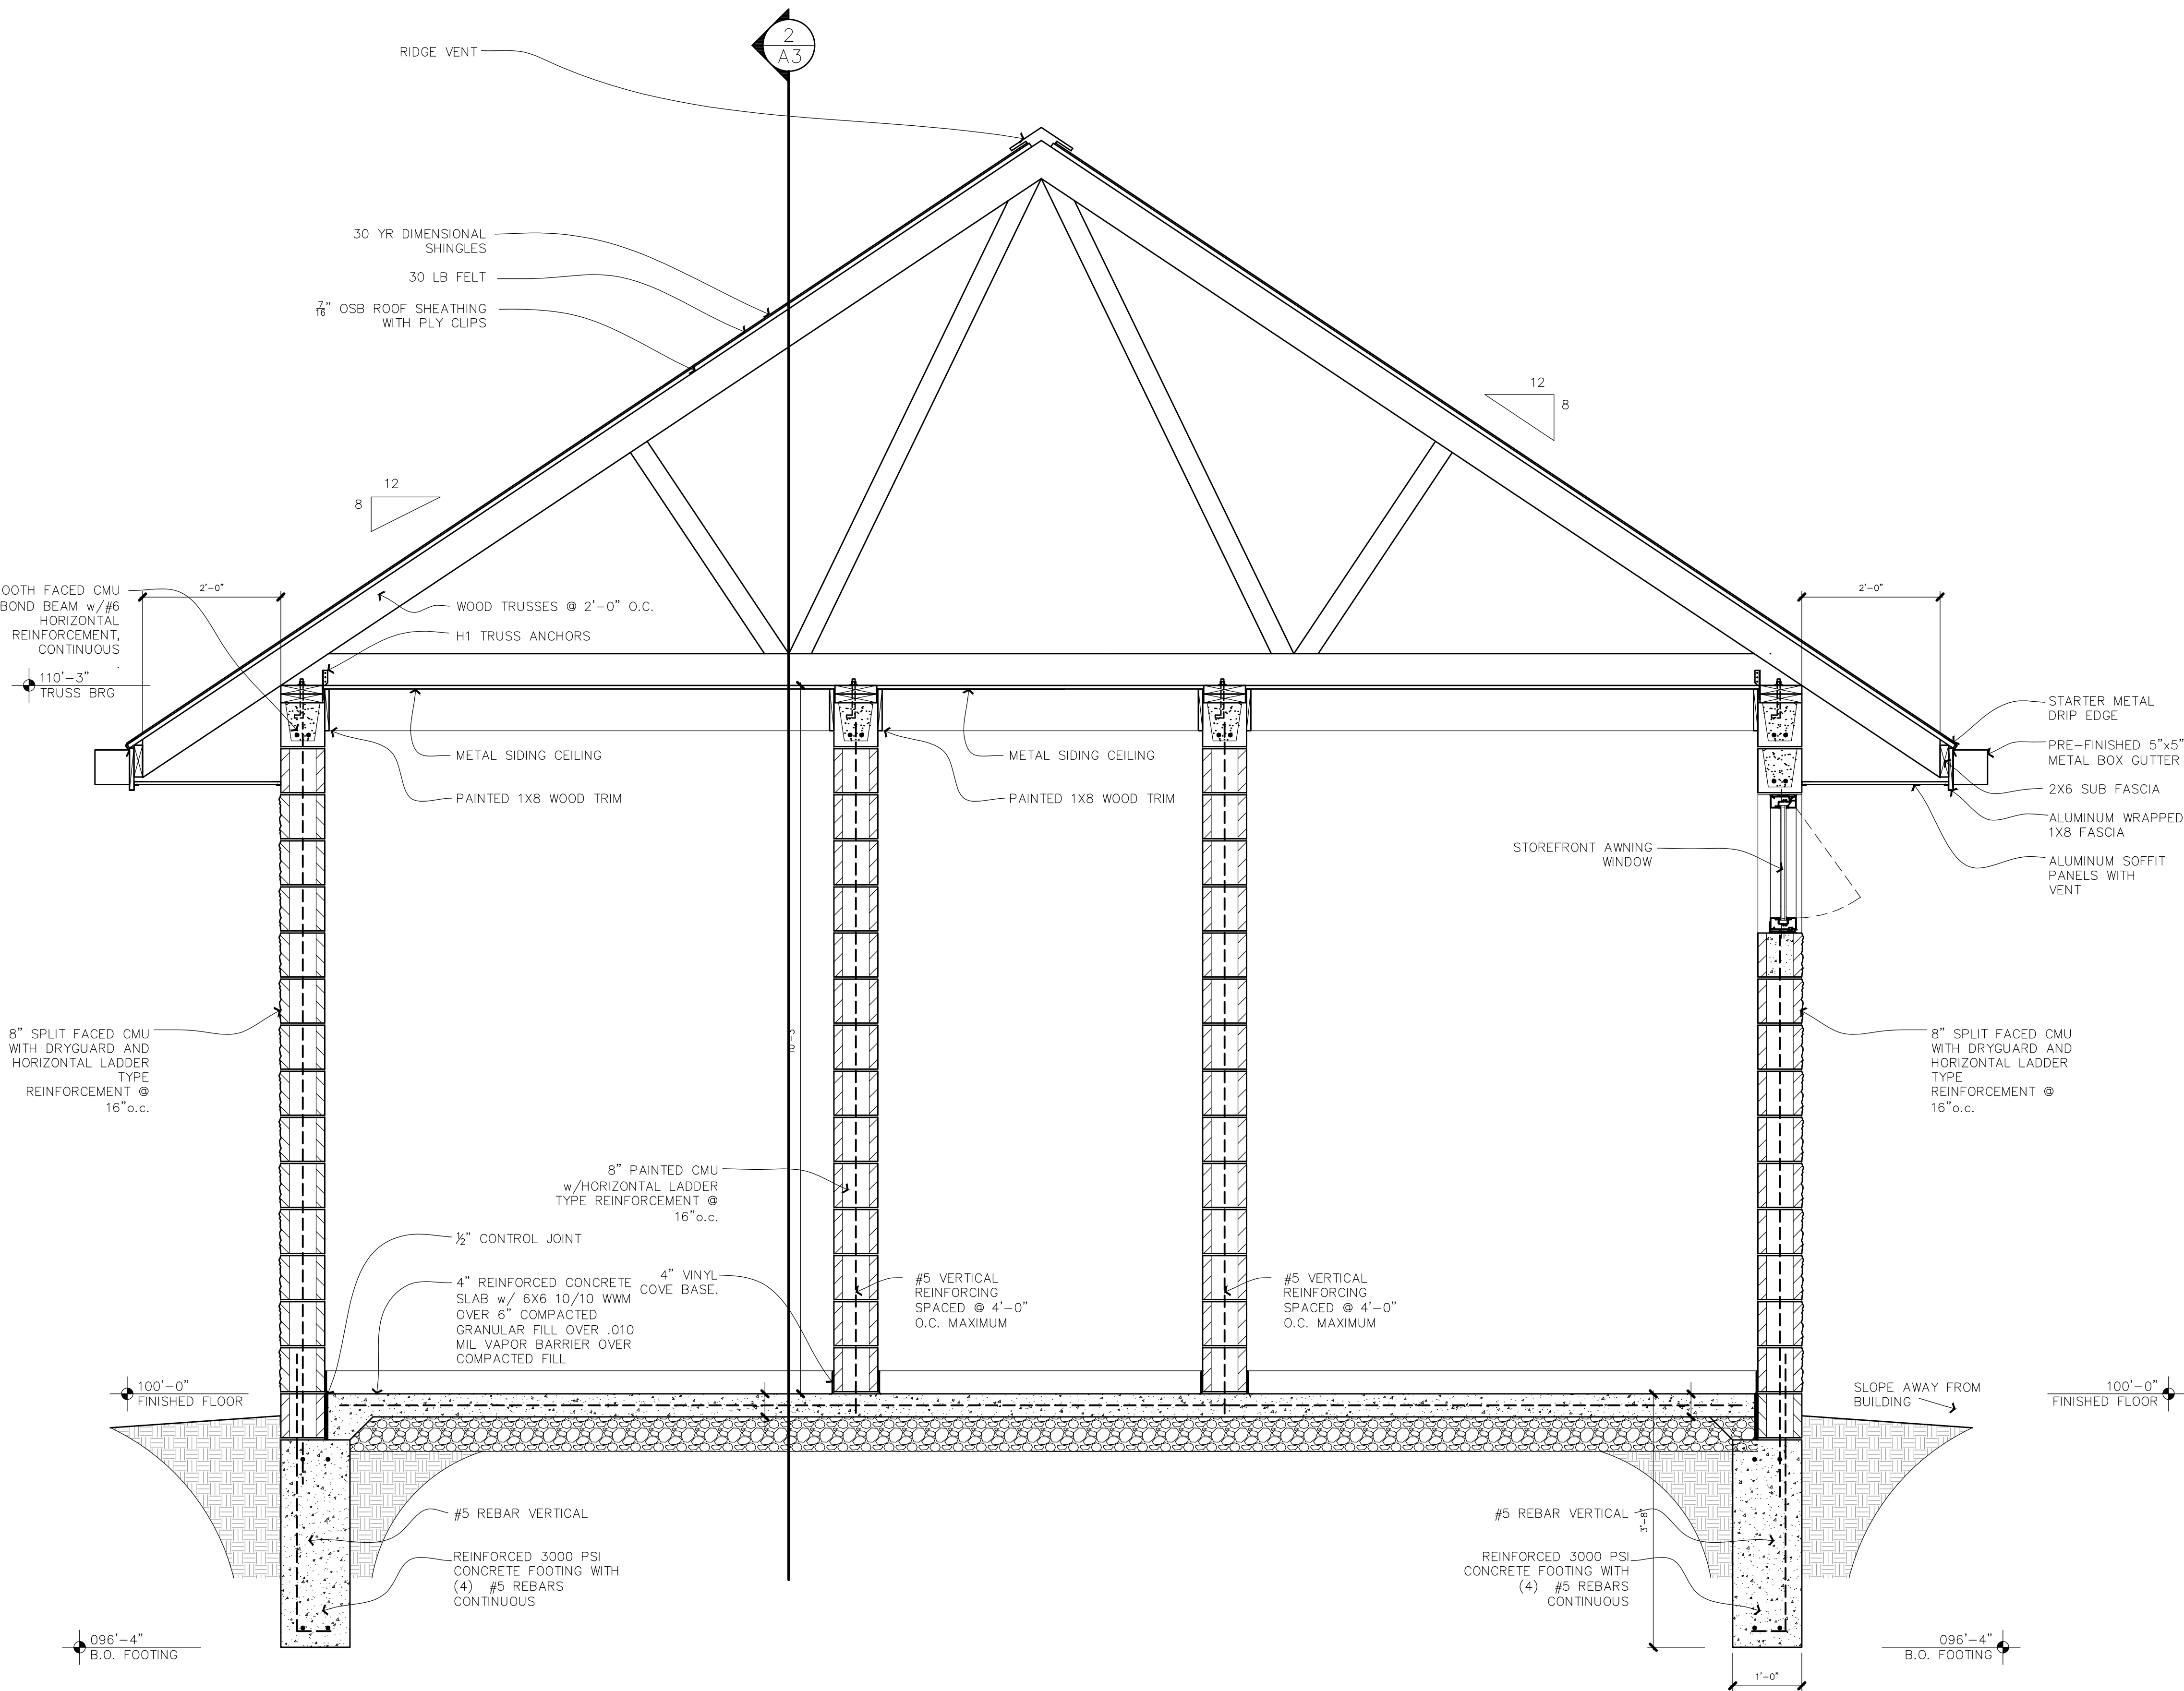 2
A3
RIDGE VENT
30 YR DIMENSIONAL
SHINGLES
30 LB FELT
7/16" OSB ROOF SHEATHING
WITH PLY CLIPS
12
8
12
8
OOTH FACED CMU
BOND BEAM w/#6
HORIZONTAL
REINFORCEMENT,
CONTINUOUS
2'-0"
110'-3"
TRUSS BRG
WOOD TRUSSES @ 2'-0" O.C.
H1 TRUSS ANCHORS
2'-0"
METAL SIDING CEILING
PAINTED 1X8 WOOD TRIM
METAL SIDING CEILING
PAINTED 1X8 WOOD TRIM
STARTER METAL
DRIP EDGE
PRE-FINISHED 5"x5"
METAL BOX GUTTER
2X6 SUB FASCIA
ALUMINUM WRAPPED
1X8 FASCIA
ALUMINUM SOFFIT
PANELS WITH
VENT
STOREFRONT AWNING
WINDOW
8" SPLIT FACED CMU
WITH DRYGUARD AND
HORIZONTAL LADDER
TYPE
REINFORCEMENT @
16"o.c.
10'-3"
8" SPLIT FACED CMU
WITH DRYGUARD AND
HORIZONTAL LADDER
TYPE
REINFORCEMENT @
16"o.c.
8" PAINTED CMU
w/HORIZONTAL LADDER
TYPE REINFORCEMENT @
16"o.c.
½" CONTROL JOINT
4" REINFORCED CONCRETE
SLAB w/ 6X6 10/10 WWM
OVER 6" COMPACTED
GRANULAR FILL OVER .010
MIL VAPOR BARRIER OVER
COMPACTED FILL
4" VINYL
COVE BASE.
#5 VERTICAL
REINFORCING
SPACED @ 4'-0"
O.C. MAXIMUM
#5 VERTICAL
REINFORCING
SPACED @ 4'-0"
O.C. MAXIMUM
100'-0"
FINISHED FLOOR
SLOPE AWAY FROM
BUILDING
100'-0"
FINISHED FLOOR
#5 REBAR VERTICAL
REINFORCED 3000 PSI
CONCRETE FOOTING WITH
(4) #5 REBARS
CONTINUOUS
#5 REBAR VERTICAL
3'-8"
REINFORCED 3000 PSI
CONCRETE FOOTING WITH
(4) #5 REBARS
CONTINUOUS
096'-4"
B.O. FOOTING
096'-4"
B.O. FOOTING
1'-0"